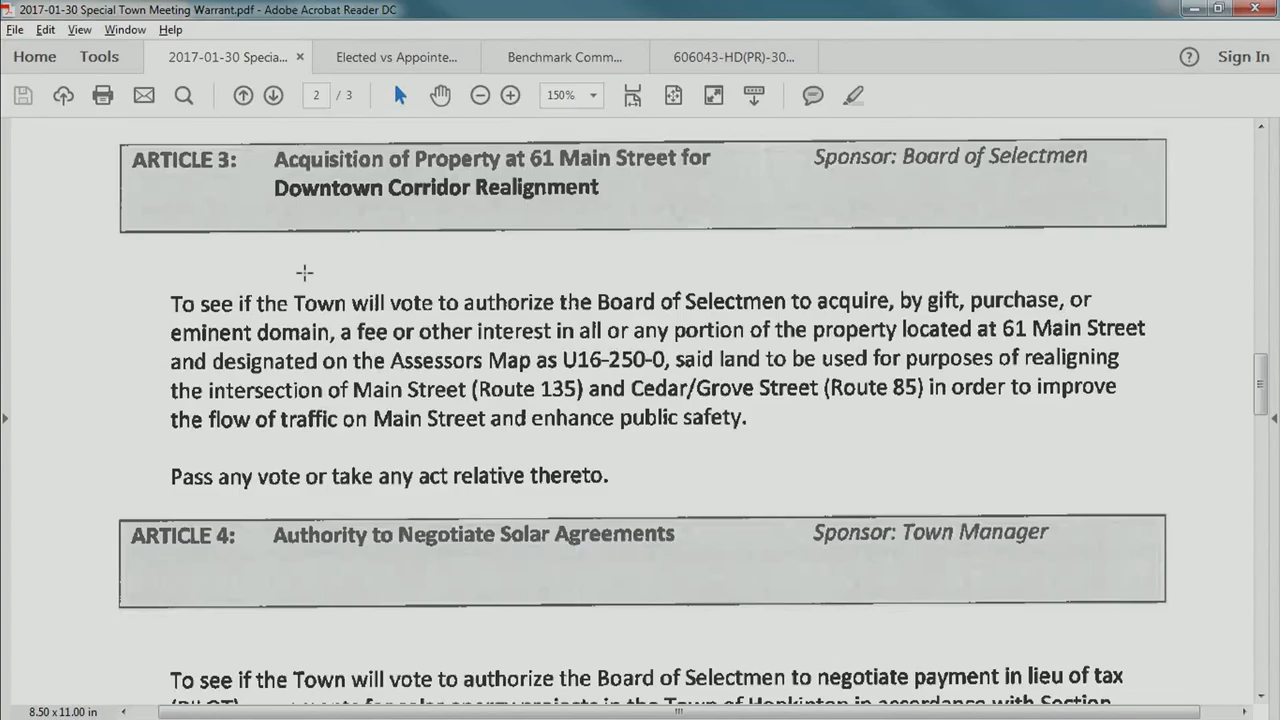 2017-01-30 Special Town Meeting Warrant.pdf - Adobe Acrobat Reader DC
File Edit View Window Help
Home Tools 2017-01-30 Specia... × Elected vs Appointe... Benchmark Comm... 606043-HD(PR)-30... Sign In
2 / 3 150%
ARTICLE 3: Acquisition of Property at 61 Main Street for Sponsor: Board of Selectmen
Downtown Corridor Realignment
To see if the Town will vote to authorize the Board of Selectmen to acquire, by gift, purchase, or
eminent domain, a fee or other interest in all or any portion of the property located at 61 Main Street
and designated on the Assessors Map as U16-250-0, said land to be used for purposes of realigning
the intersection of Main Street (Route 135) and Cedar/Grove Street (Route 85) in order to improve
the flow of traffic on Main Street and enhance public safety.
Pass any vote or take any act relative thereto.
ARTICLE 4: Authority to Negotiate Solar Agreements Sponsor: Town Manager
To see if the Town will vote to authorize the Board of Selectmen to negotiate payment in lieu of tax
in the Town of Hopkinton in accordance with Section
8.50 x 11.00 in